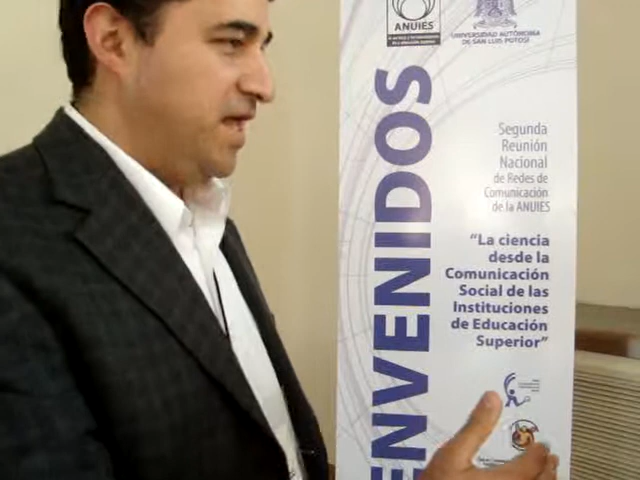 ANUIES
UNIVERSIDAD AUTÓNOMA
DE SAN LUIS POTOSÍ
ENVENIDOS
Segunda
Reunión
Nacional
de Redes de
Comunicación
de la ANUIES
"La ciencia
desde la
Comunicación
Social de las
Instituciones
de Educación
Superior"